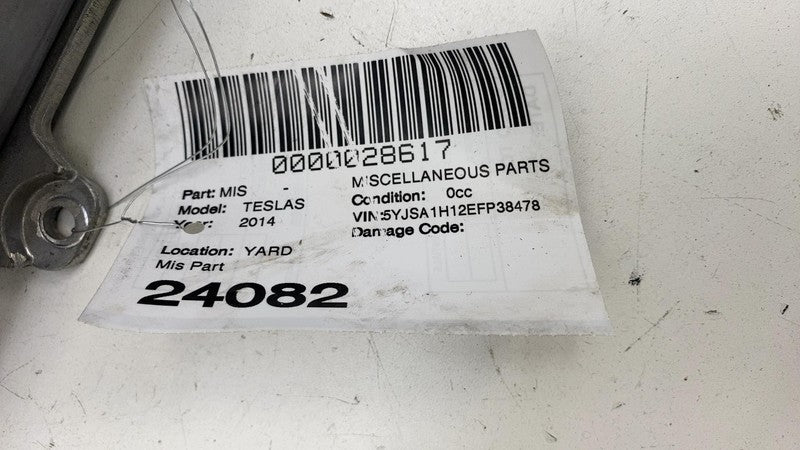 0000028617
Part: MIS - MISCELLANEOUS PARTS
Model: TESLAS Condition: 0cc
Year: 2014 VIN:5YJSA1H12EFP38478
Damage Code:
Location: YARD
Mis Part
24082